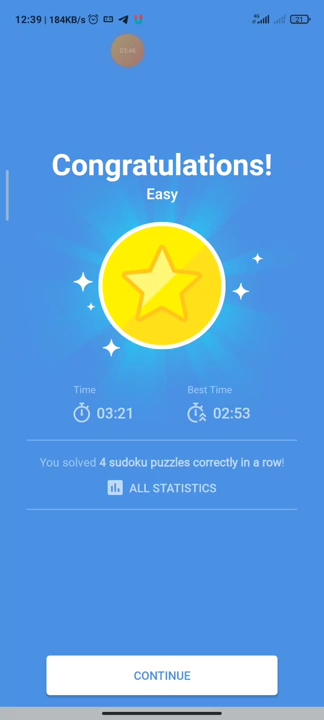 12:39 | 184KB/s
4G
21
03:46
Congratulations!
Easy
Time
Best Time
03:21
02:53
You solved 4 sudoku puzzles correctly in a row!
ALL STATISTICS
CONTINUE